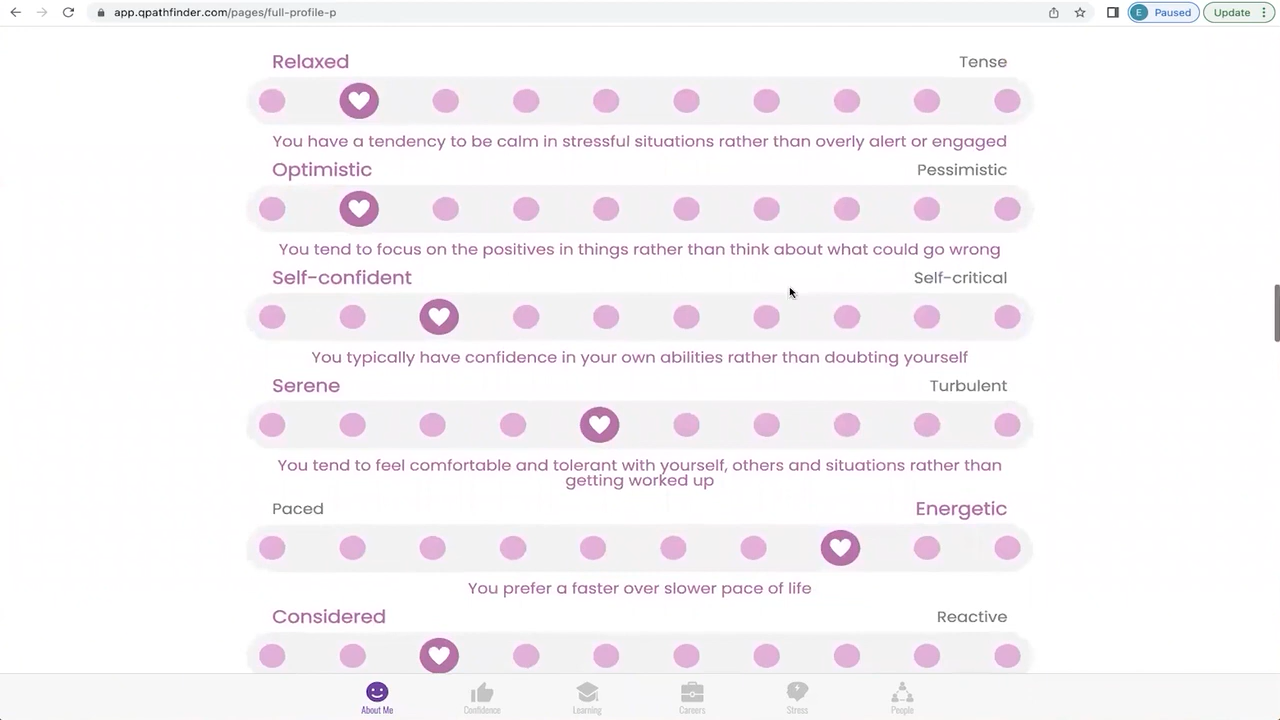 app.qpathfinder.com/pages/full-profile-p
E Paused
Update
Relaxed
Tense
You have a tendency to be calm in stressful situations rather than overly alert or engaged
Optimistic
Pessimistic
You tend to focus on the positives in things rather than think about what could go wrong
Self-confident
Self-critical
You typically have confidence in your own abilities rather than doubting yourself
Serene
Turbulent
You tend to feel comfortable and tolerant with yourself, others and situations rather than
getting worked up
Paced
Energetic
You prefer a faster over slower pace of life
Considered
Reactive
About Me
Confidence
Learning
Careers
Stress
People